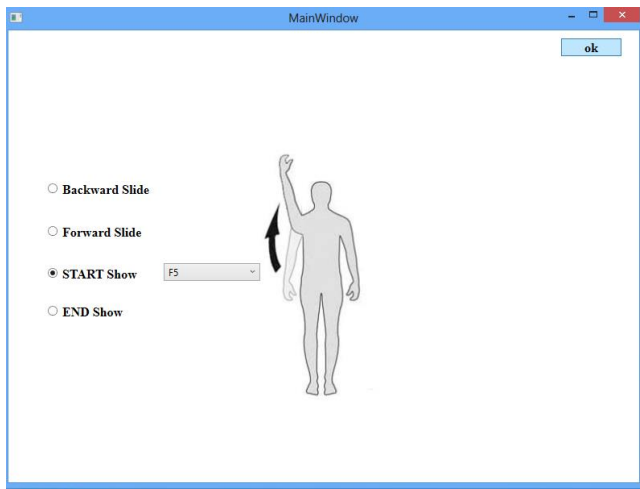 MainWindow
ok
Backward Slide
Forward Slide
START Show F5
END Show